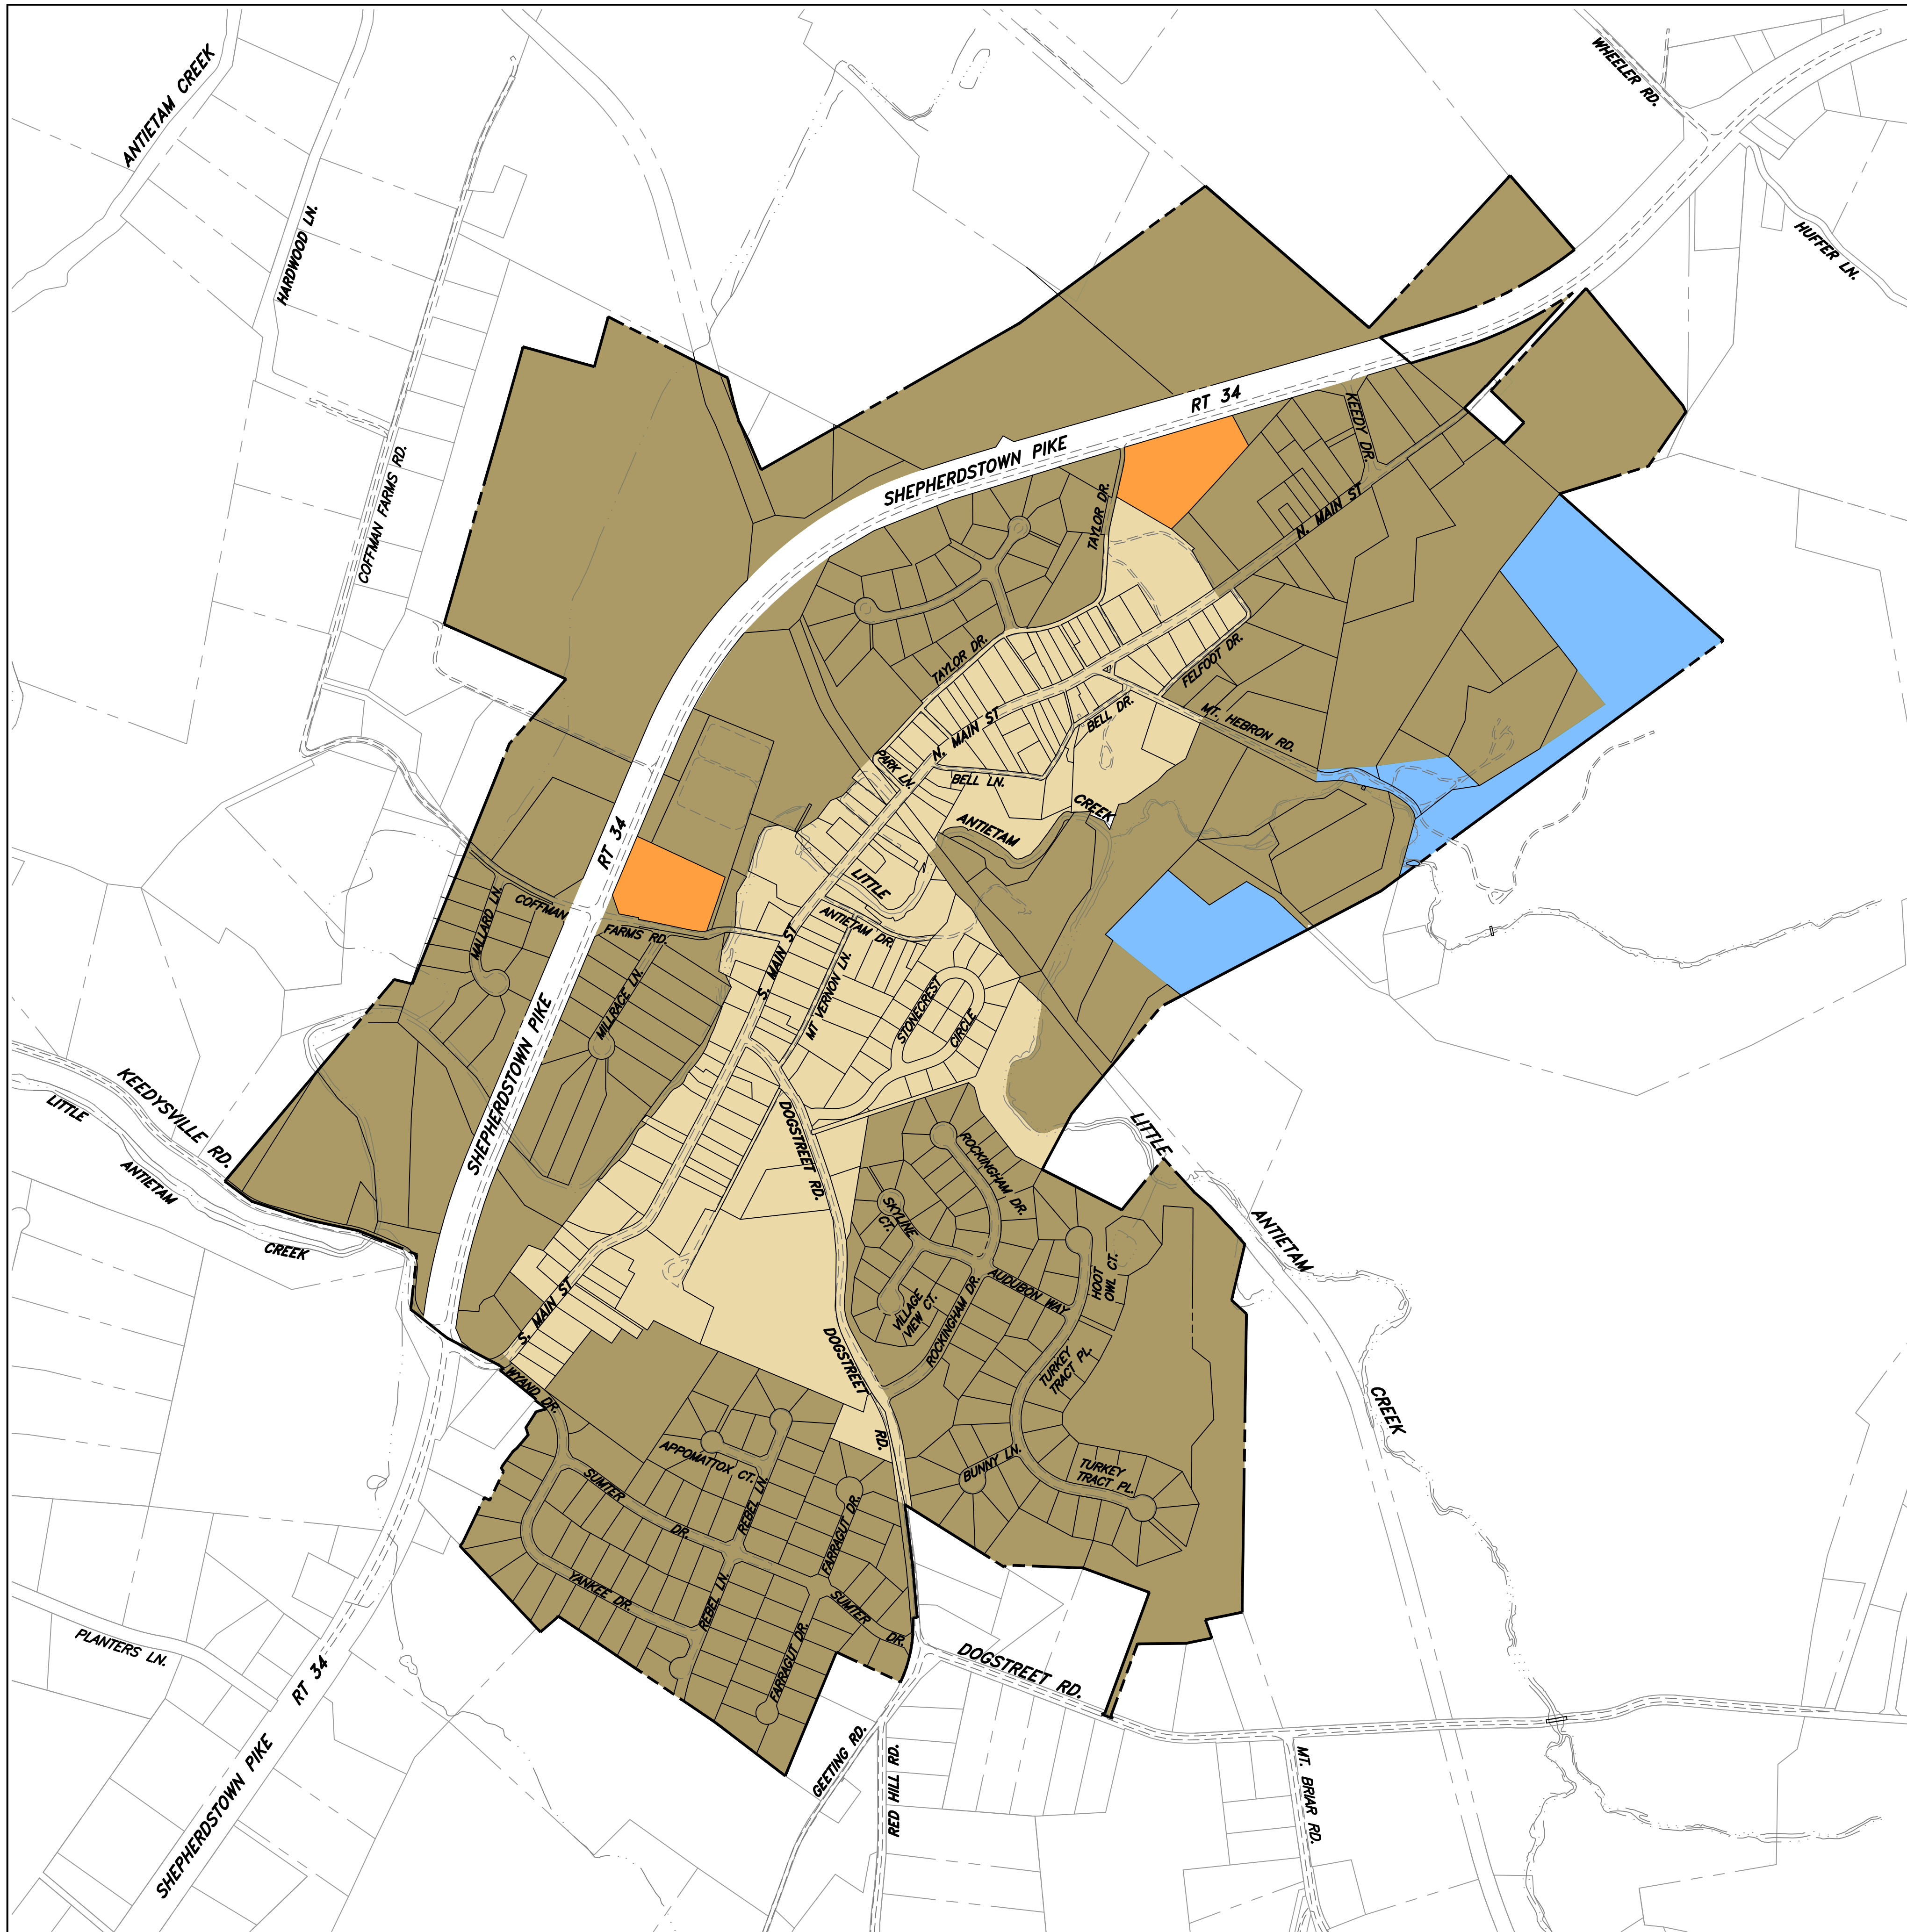 ANTIETAM CREEK
WHEELER RD.
HARDWOOD LN.
HUFFER LN.
RT 34
KEEDY DR.
SHEPHERDSTOWN PIKE
COFFMAN FARMS RD.
TAYLOR DR.
N. MAIN ST
TAYLOR DR.
FELFOOT DR.
BELL DR.
MT. HEBRON RD.
N. MAIN ST
PARK LN.
BELL LN.
CREEK
ANTIETAM
RT 34
LITTLE
MALLARD LN.
COFFMAN
FARMS RD.
ANTIETAM DR.
S. MAIN ST
MT VERNON LN.
MILLRACE LN.
STONECREST
CIRCLE
SHEPHERDSTOWN PIKE
KEEDYSVILLE RD.
LITTLE
ANTIETAM
CREEK
DOGSTREET RD.
LITTLE
ROCKINGHAM DR.
SKYLINE
CT.
ANTIETAM
HOOT
OWL CT.
AUDUBON WAY
VILLAGE
VIEW CT.
ROCKINGHAM DR.
S. MAIN ST
DOGSTREET
RD.
TURKEY
TRACT PL.
WYAND DR.
CREEK
APPOMATTOX CT.
BUNNY LN.
TURKEY
TRACT PL.
SUMTER
DR.
REBEL LN.
FARRAGUT DR.
YANKEE DR.
REBEL LN.
SUMTER
DR.
FARRAGUT DR.
PLANTERS LN.
RT 34
SHEPHERDSTOWN PIKE
DOGSTREET RD.
GEETING RD.
RED HILL RD.
MT. BRIAR RD.